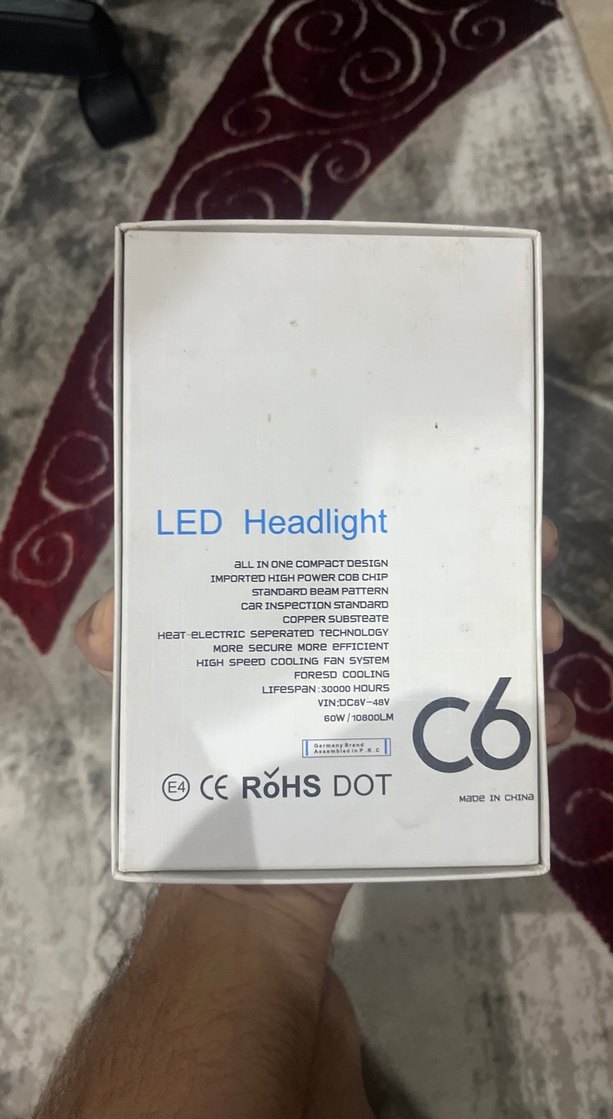 LED Headlight
ALL IN ONE COMPACT DESIGN
IMPORTED HIGH POWER COB CHIP
STANDARD BEAM PATTERN
CAR INSPECTION STANDARD
COPPER SUBSTEATE
HEAT-ELECTRIC SEPERATED TECHNOLOGY
MORE SECURE MORE EFFICIENT
HIGH SPEED COOLING FAN SYSTEM
FORESD COOLING
LIFESPAN:30000 HOURS
VIN:DC8V-48V
60W/10800LM
Germany Brand
Assembled in P.R.C
C6
E4 CE RoHS DOT
MADE IN CHINA